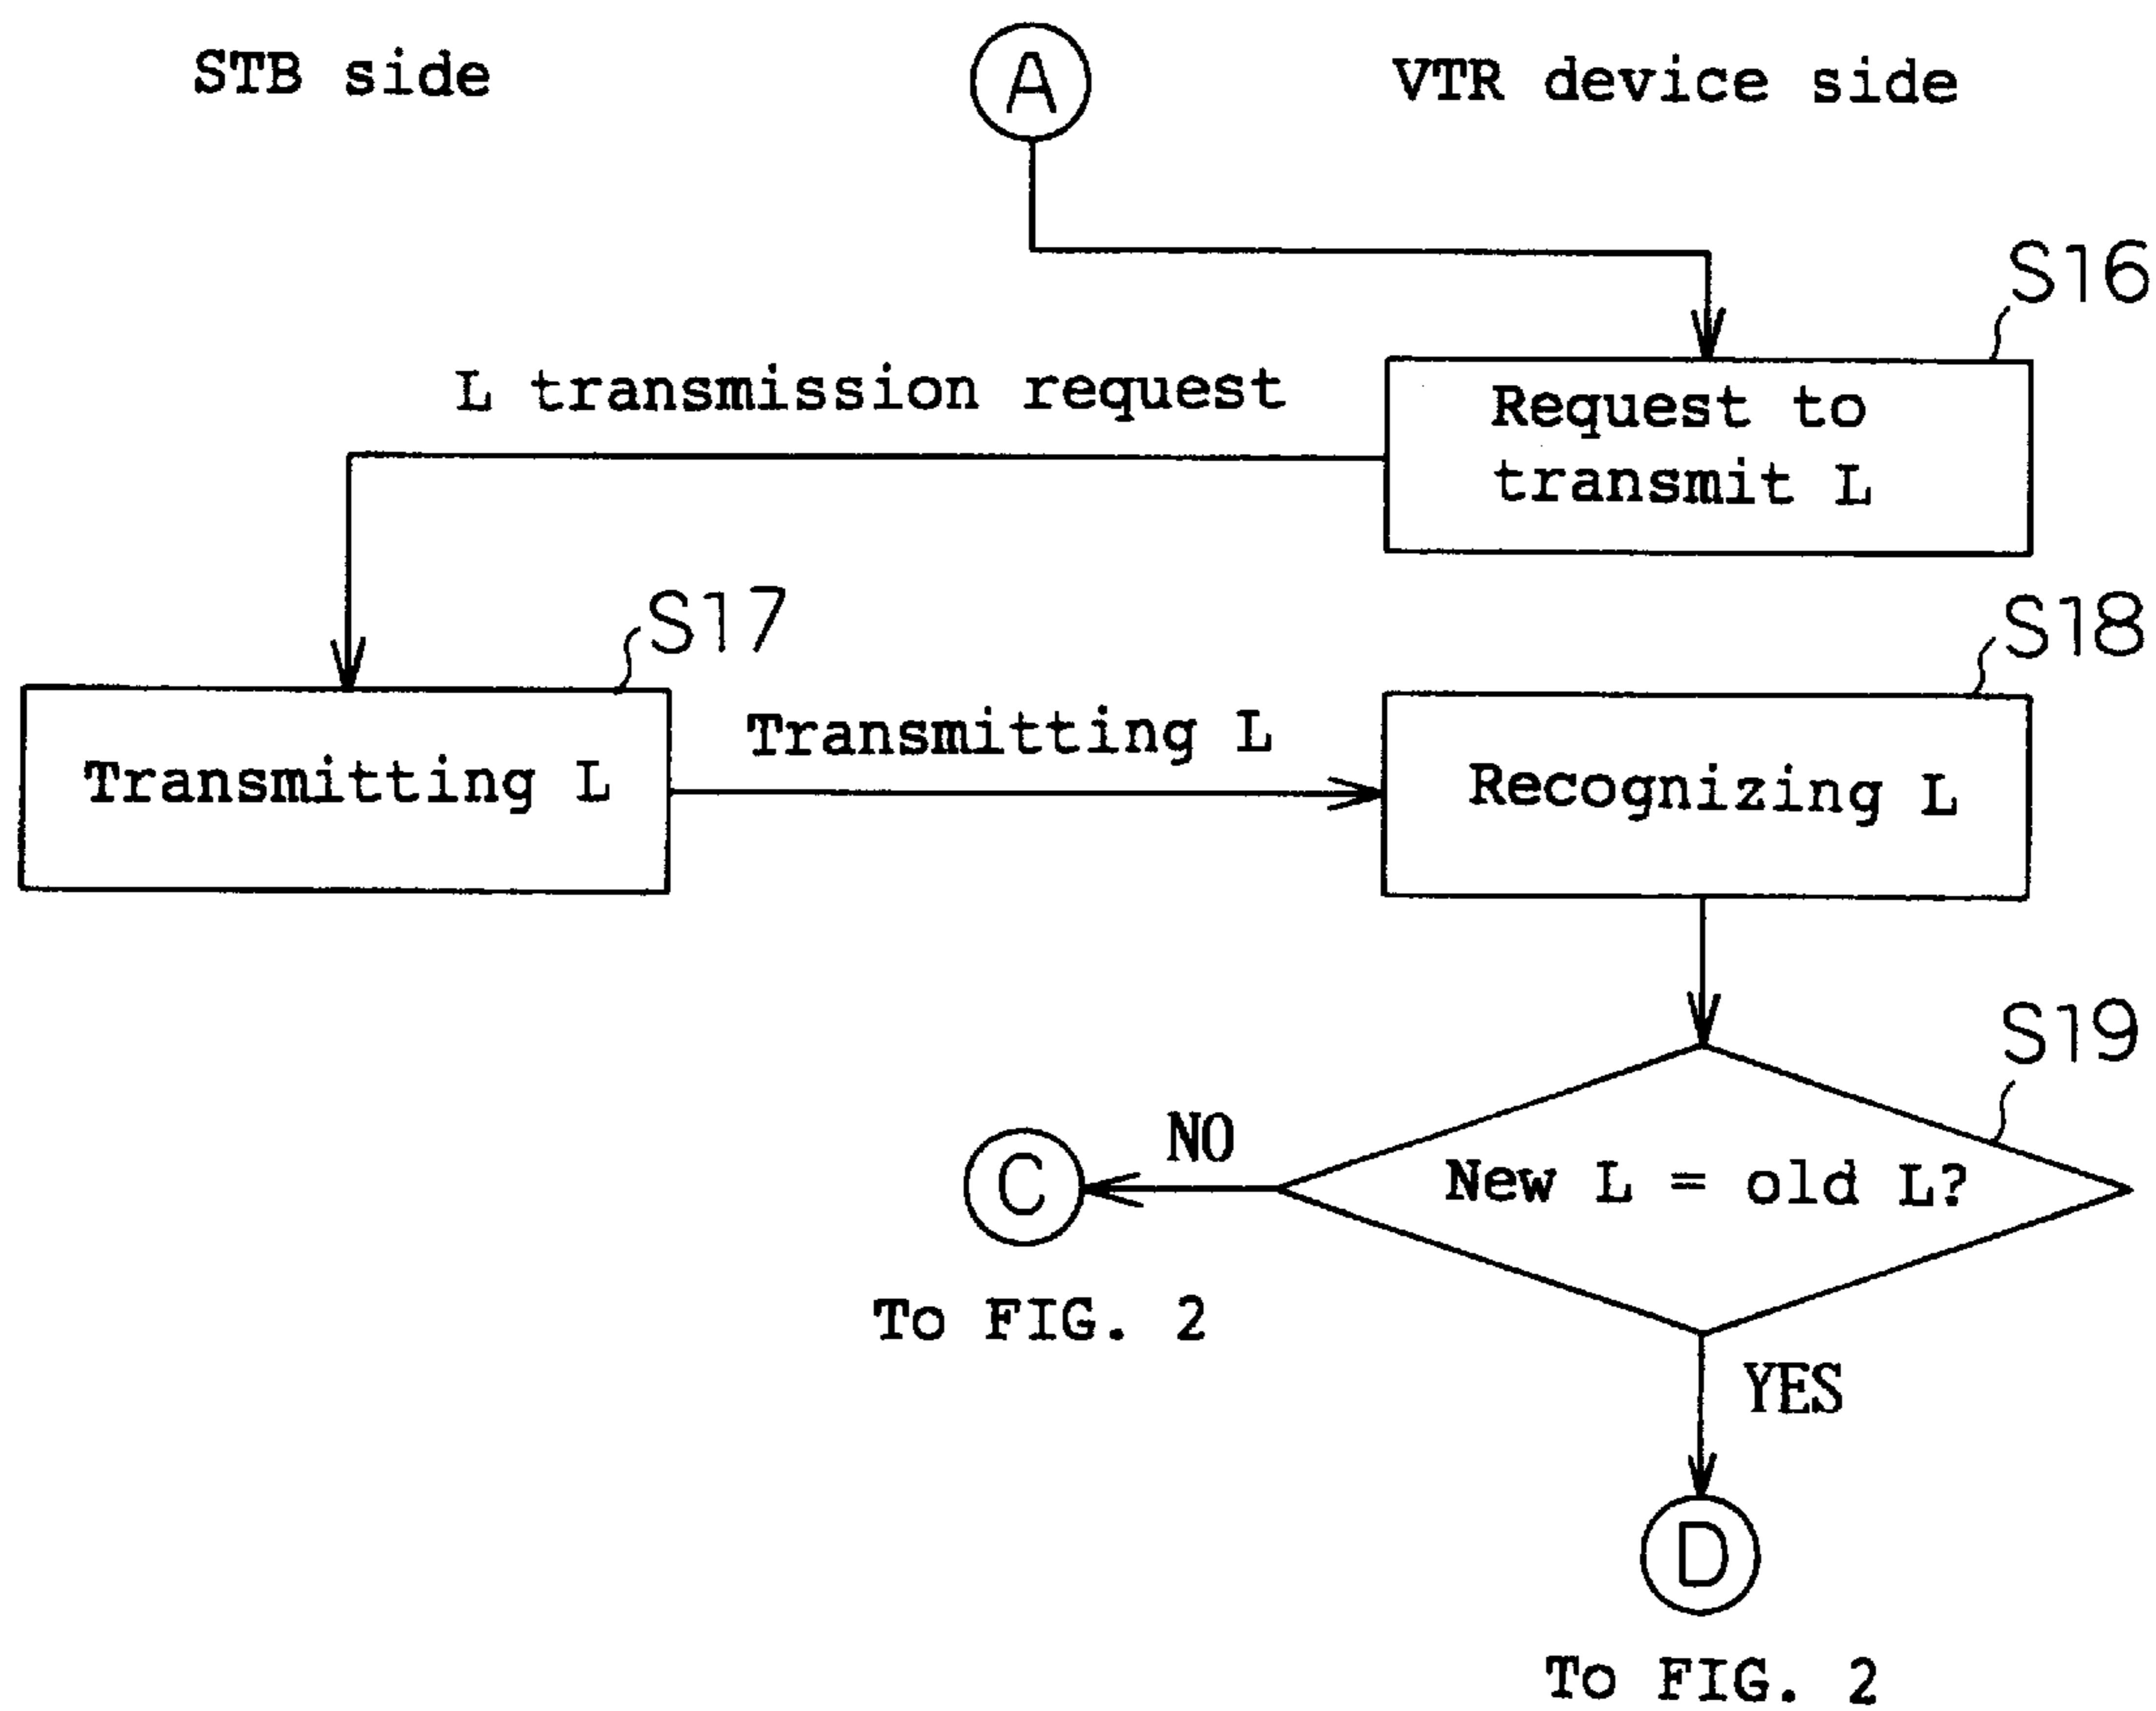 STB side
A
VTR device side
S16
L transmission request
Request to
transmit L
S17
S18
Transmitting L
Transmitting L
Recognizing L
S19
C
NO
New L = old L?
To FIG. 2
YES
D
To FIG. 2